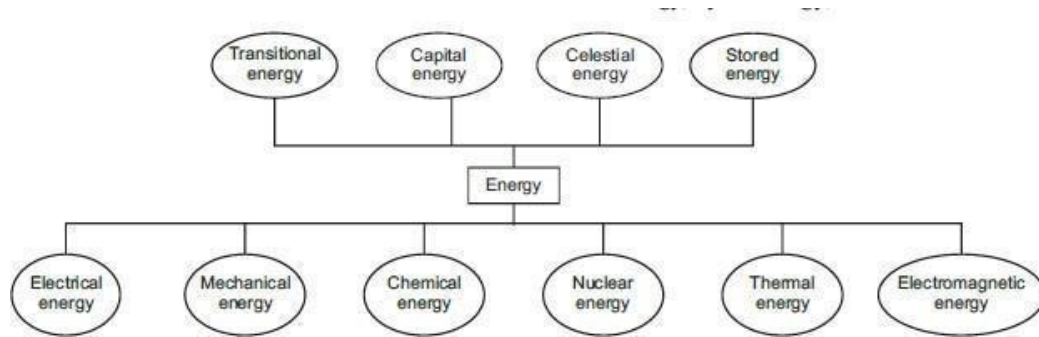 Transitional
energy
Capital
energy
Celestial
energy
Stored
energy
Energy
Electrical
energy
Mechanical
energy
Chemical
energy
Nuclear
energy
Thermal
energy
Electromagnetic
energy